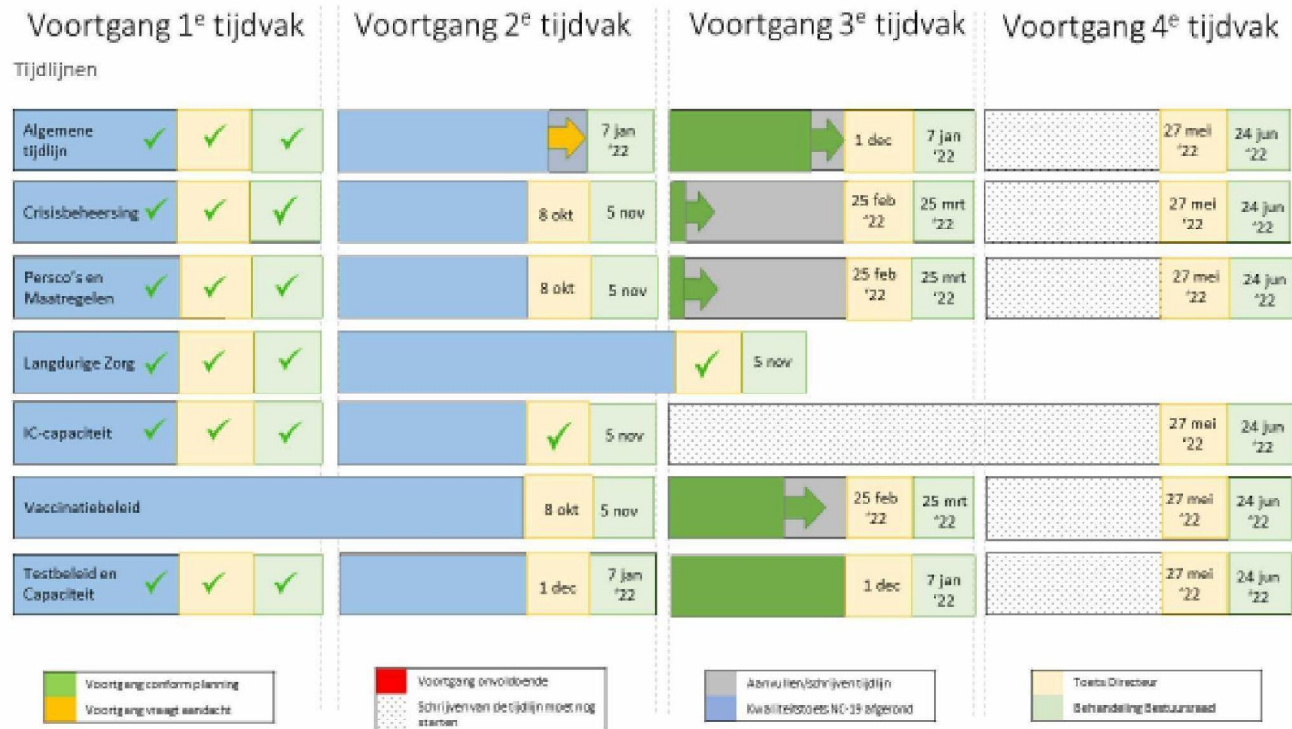 Voortgang 1e tijdvak
Voortgang 2e tijdvak
Voortgang 3e tijdvak
Voortgang 4e tijdvak
Tijdlijnen
Algemene
tijdlijn
7 jan
'22
1 dec
7 jan
'22
27 mei
'22
24 jun
'22
Crisisbeheersing
8 okt
5 nov
25 feb
'22
25 mrt
'22
27 mei
'22
24 jun
'22
Persco's en
Maatregelen
8 okt
5 nov
25 feb
'22
25 mrt
'22
27 mei
'22
24 jun
'22
Langdurige Zorg
5 nov
IC-capaciteit
5 nov
27 mei
'22
24 jun
'22
Vaccinatiebeleid
8 okt
5 nov
25 feb
'22
25 mrt
'22
27 mei
'22
24 jun
'22
Testbeleid en
Capaciteit
1 dec
7 jan
'22
1 dec
7 jan
'22
27 mei
'22
24 jun
'22
Voortgang conform planning
Voortgang vraagt aandacht
Voortgang onvoldoende
Schrijven van de tijdlijn moet nog
starten
Aanvullen/schrijven tijdlijn
Kwaliteitstoets NC-19 afgerond
Toets Directeur
Behandeling Bestuursraad